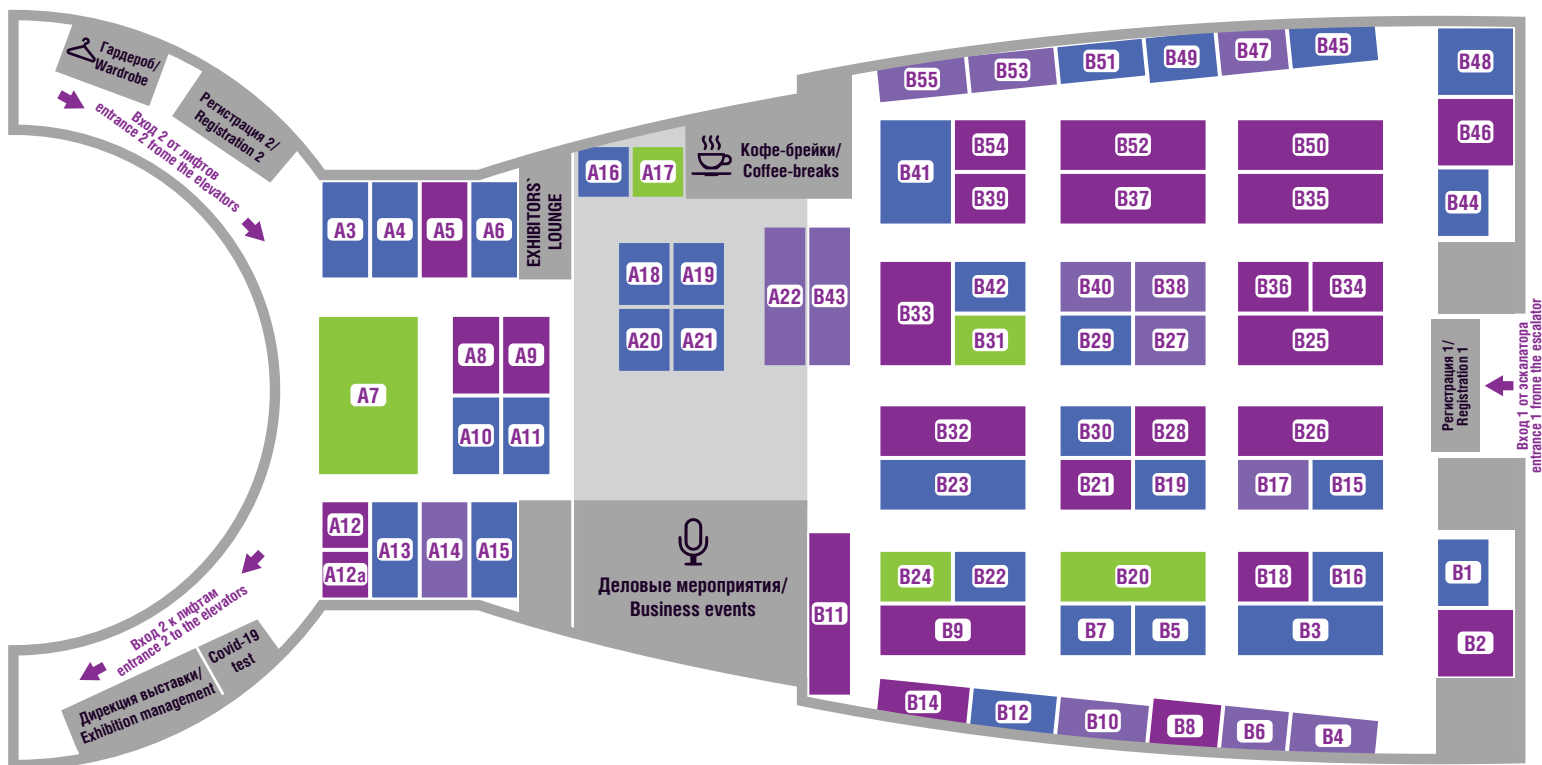 Гардероб/
Wardrobe
Регистрация 2/
Registration 2
Вход 2 от лифтов
entrance 2 frome the elevators
A3
A4
A5
A6
EXHIBITORS`
LOUNGE
A16
A17
Кофе-брейки/
Coffee-breaks
A7
A8
A9
A10
A11
A18
A19
A20
A21
A22
B43
A12
A12a
A13
A14
A15
Деловые мероприятия/
Business events
B11
Вход 2 к лифтам
entrance 2 to the elevators
Covid-19
test
Дирекция выставки/
Exhibition management
B55
B53
B51
B49
B47
B45
B48
B46
B44
B41
B54
B39
B52
B37
B50
B35
B33
B42
B31
B40
B38
B29
B27
B36
B34
B25
Регистрация 1/
Registration 1
Вход 1 от эскалатора
entrance 1 frome the escalator
B32
B23
B30
B28
B21
B19
B26
B17
B15
B24
B22
B9
B20
B7
B5
B18
B16
B3
B1
B2
B14
B12
B10
B8
B6
B4